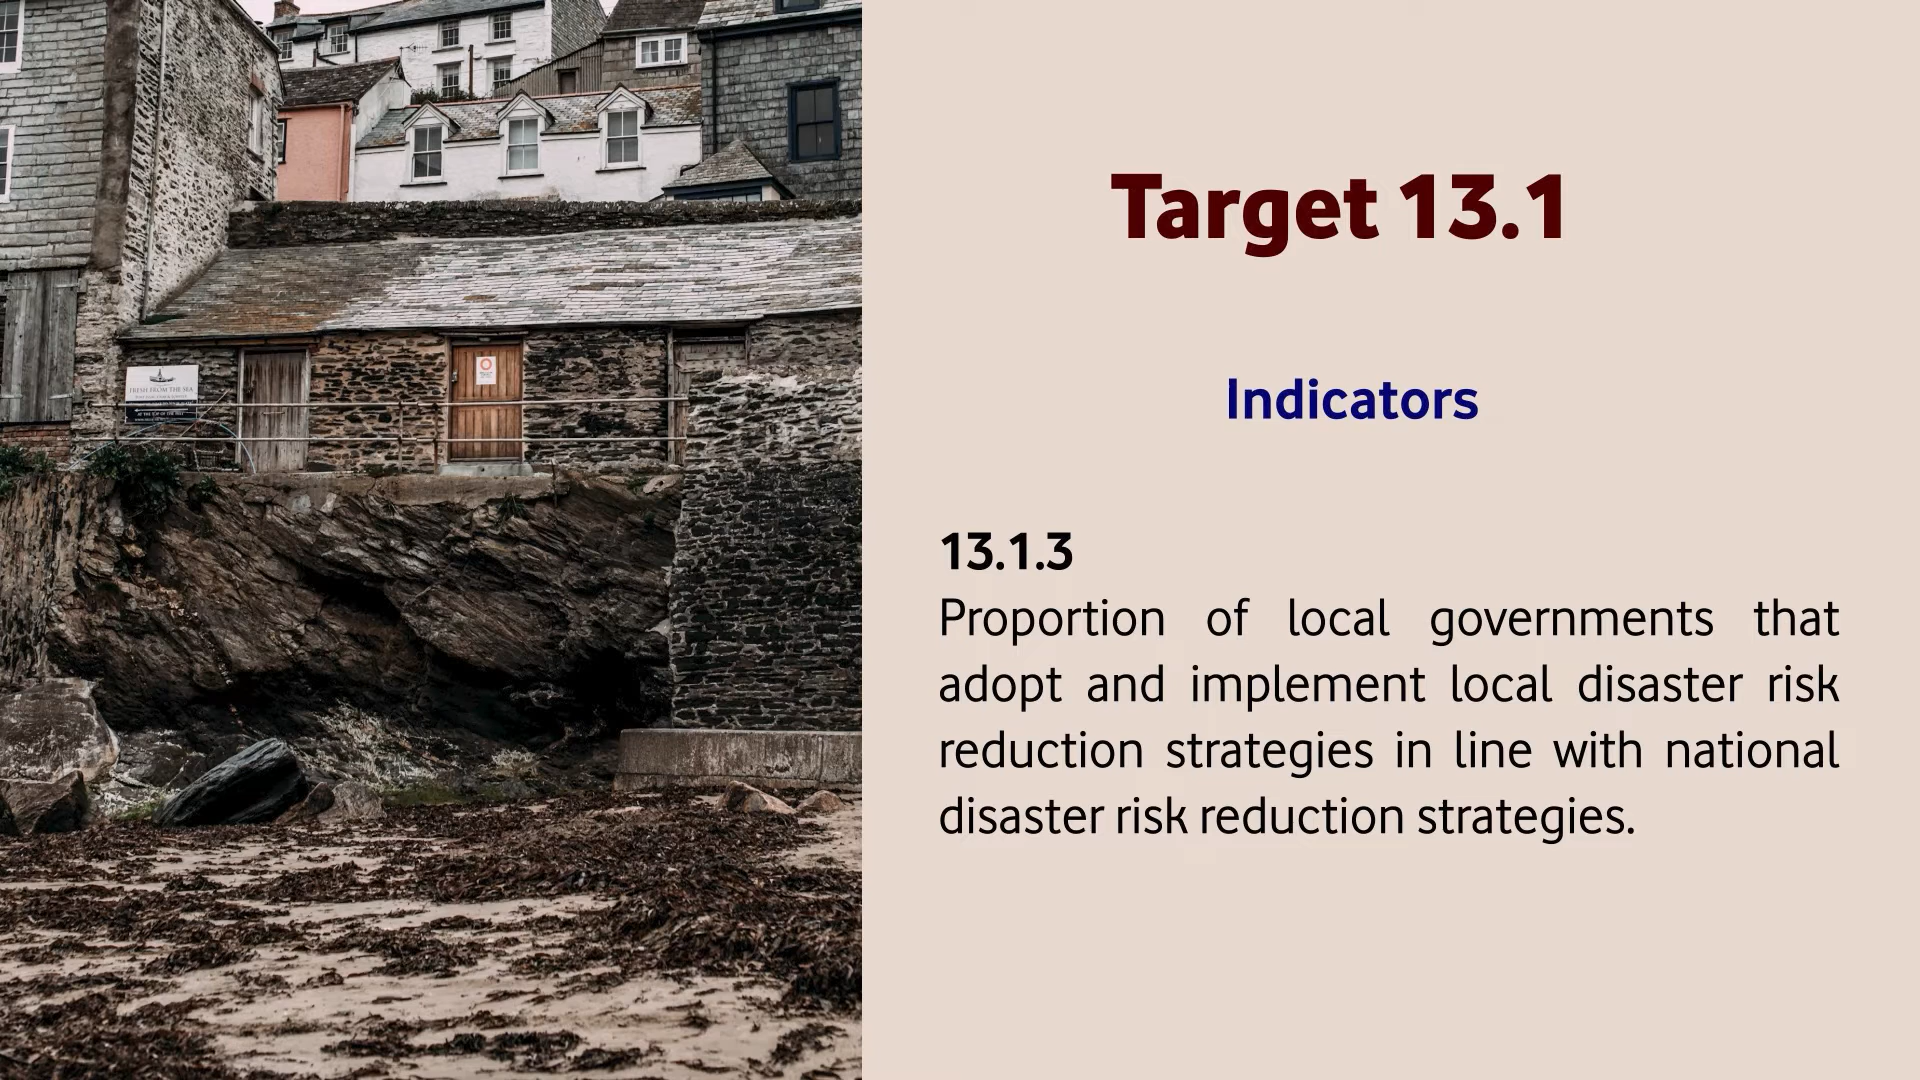 FRESH FROM THE SEA
Target 13.1
Indicators
13.1.3
Proportion of local governments that
adopt and implement local disaster risk
reduction strategies in line with national
disaster risk reduction strategies.